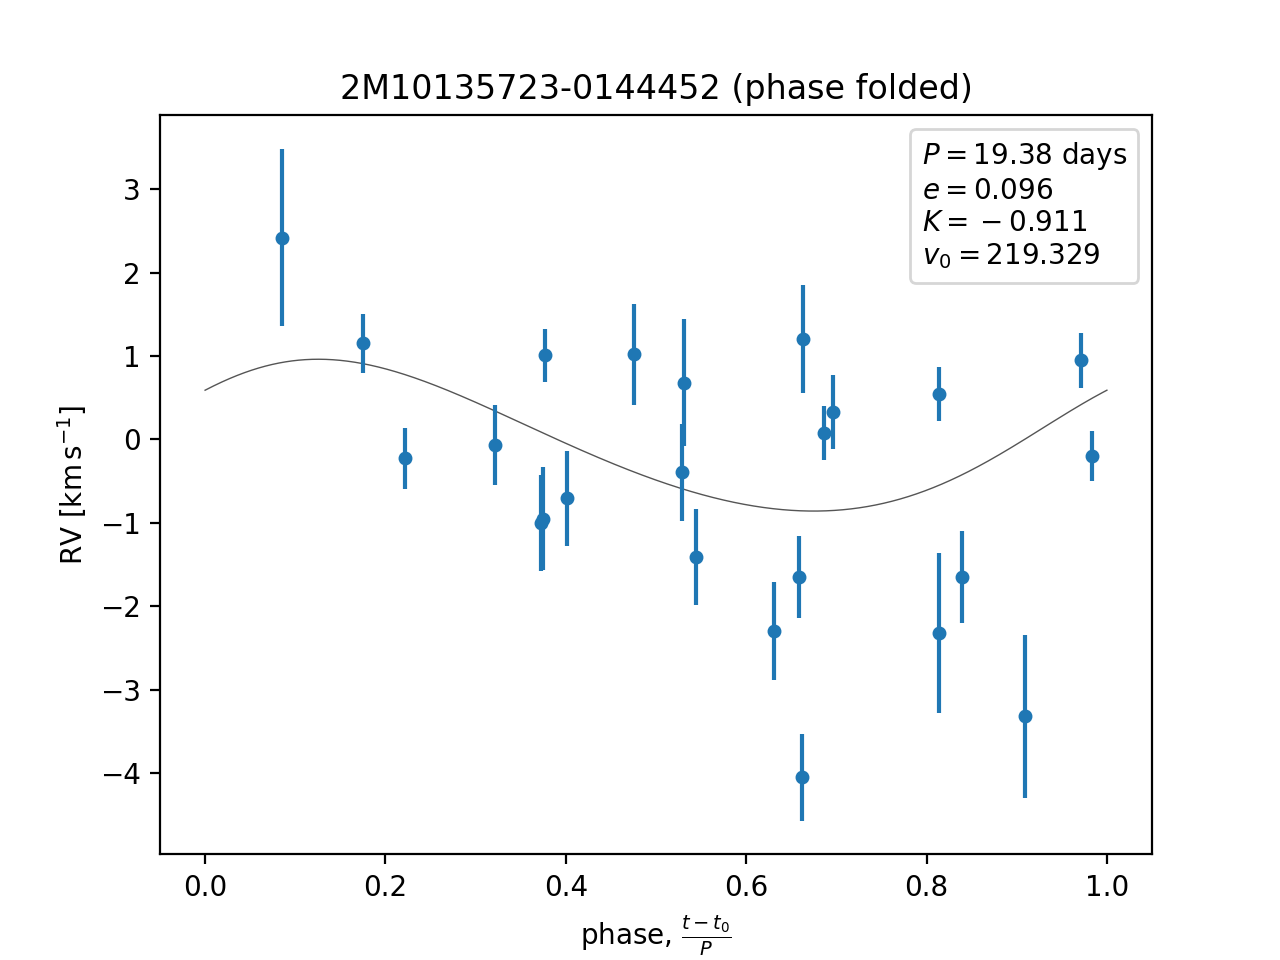 2M10135723-0144452 (phase folded)
P = 19.38 days
e = 0.096
K = −0.911
v₀ = 219.329
RV [km s⁻¹]
3
2
1
0
−1
−2
−3
−4
0.0 0.2 0.4 0.6 0.8 1.0
phase, (t − t₀)/P